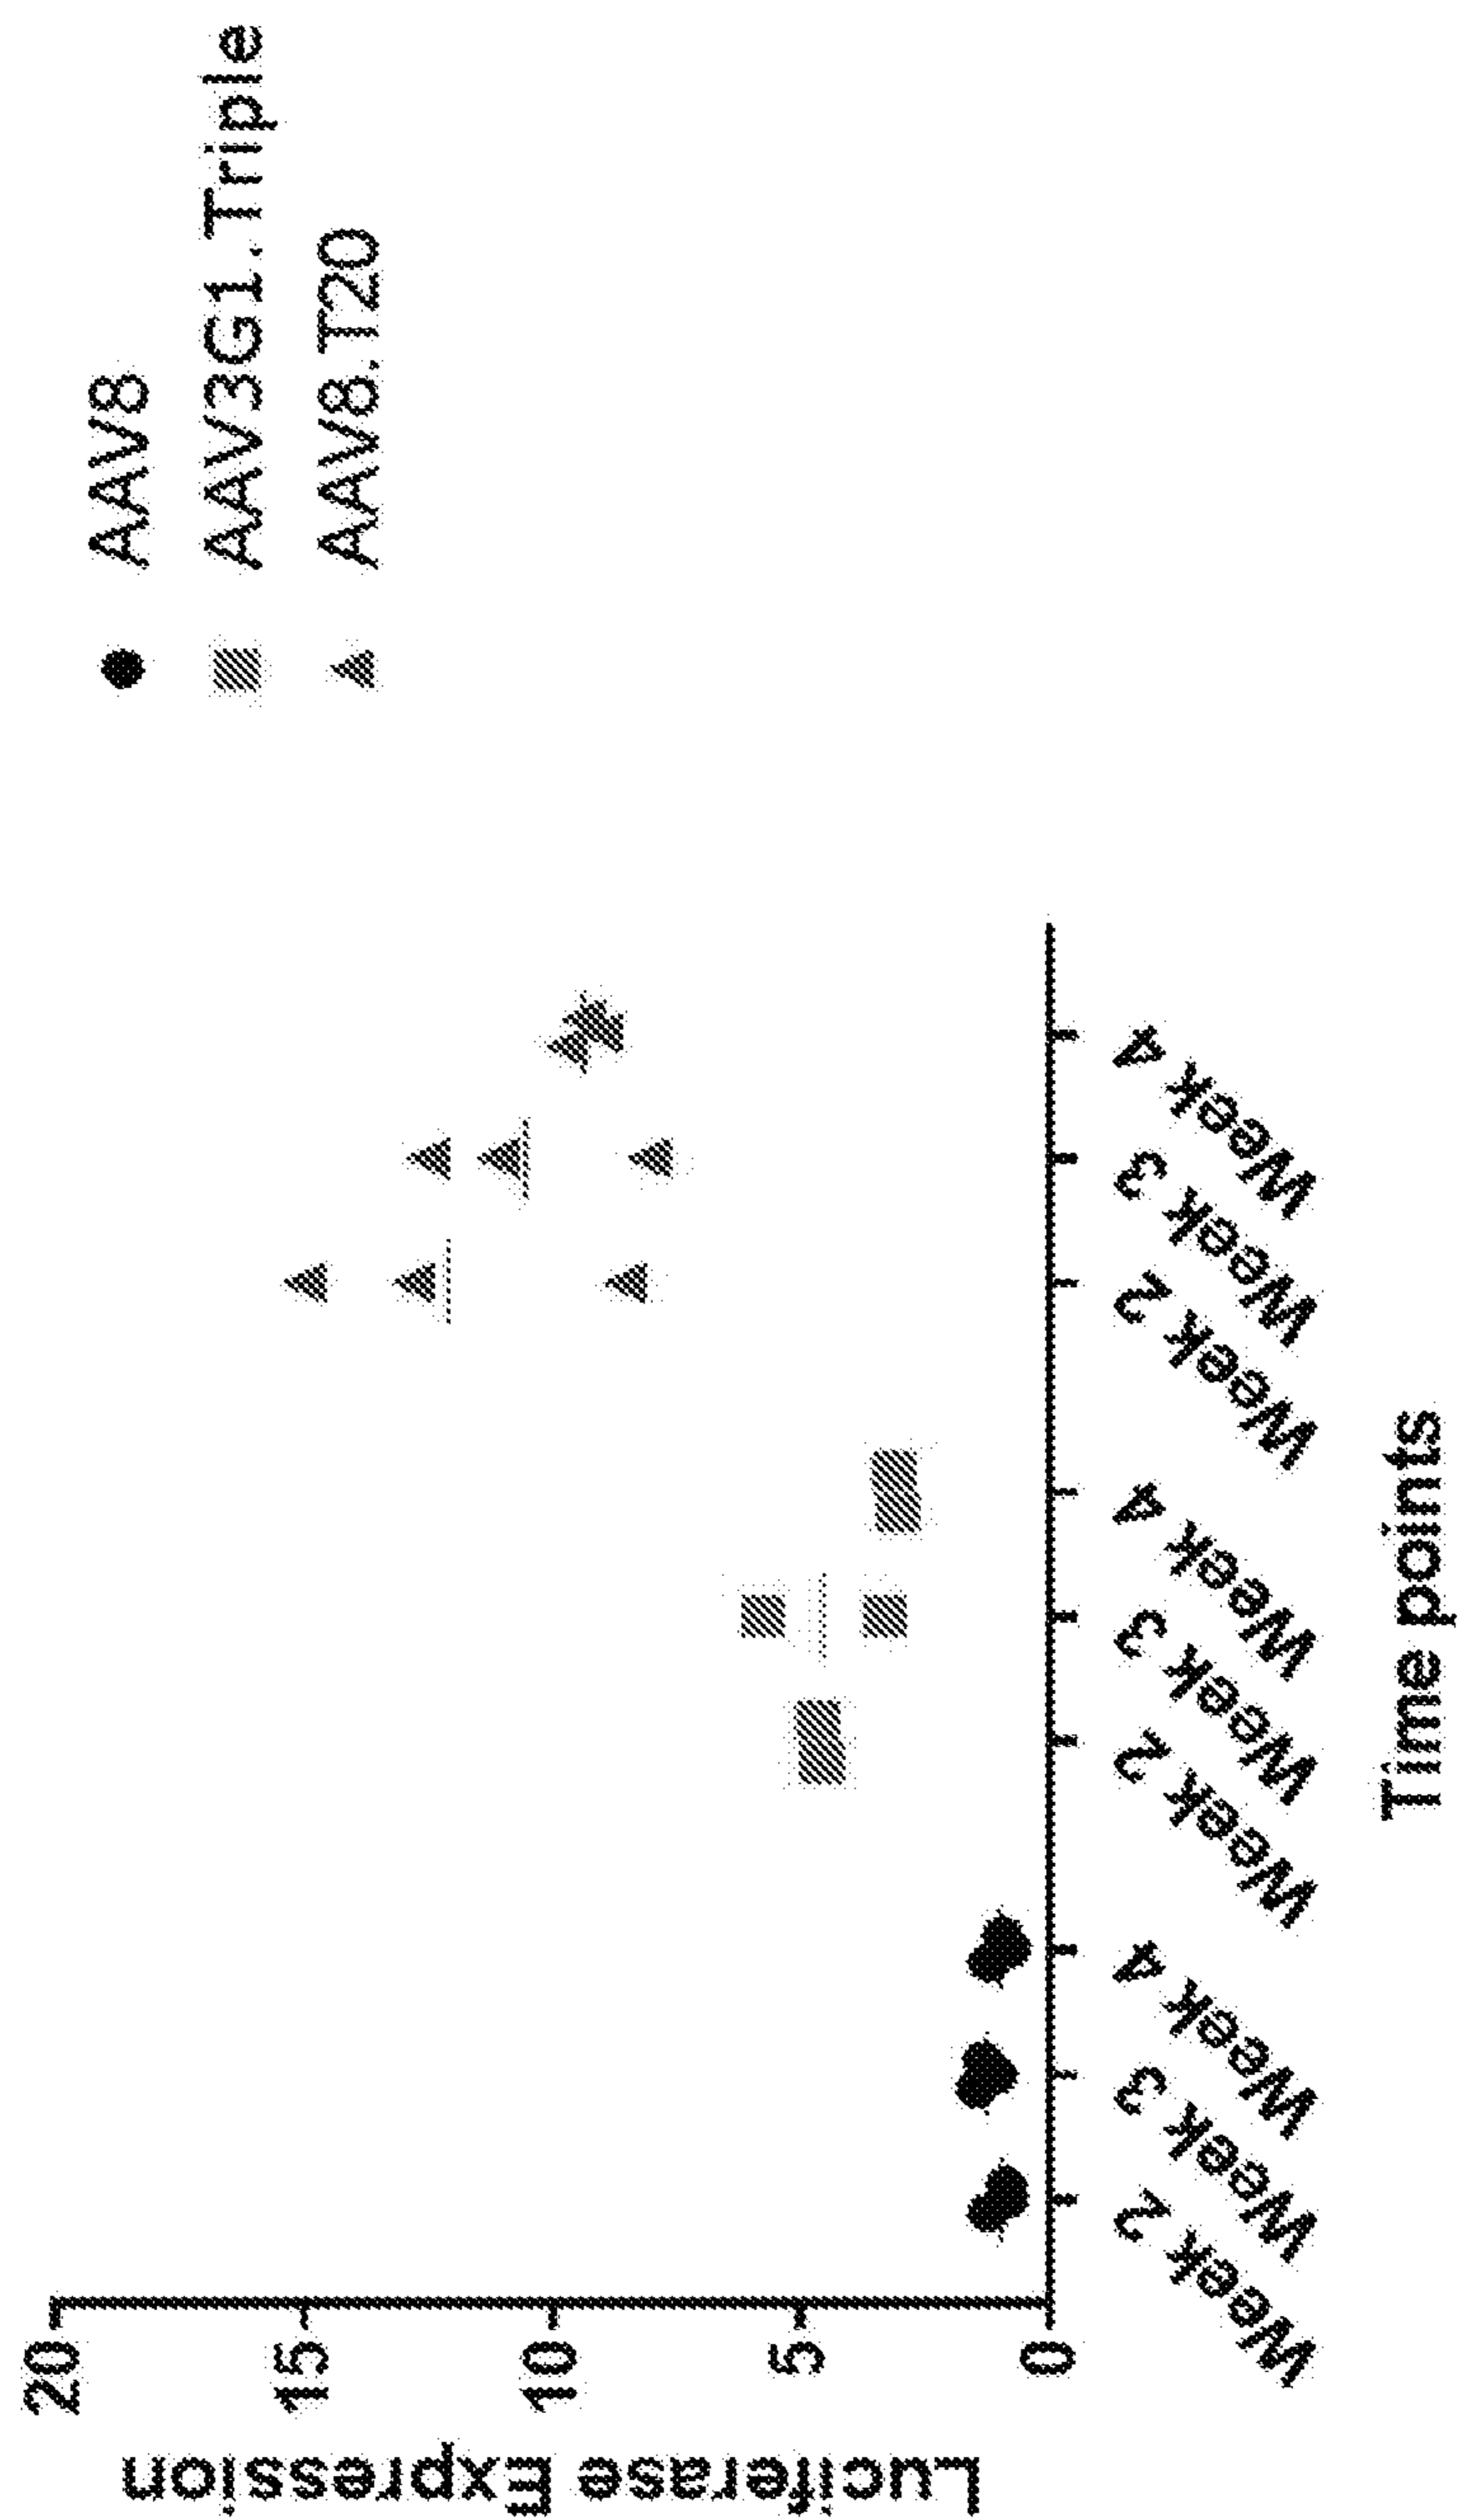 Luciferase Expression
20
15
10
5
0
Week 2
Week 3
Week 4
Week 2
Week 3
Week 4
Week 2
Week 3
Week 4
Time points
AAV8
AAV3G1.Triple
AAV8.T20